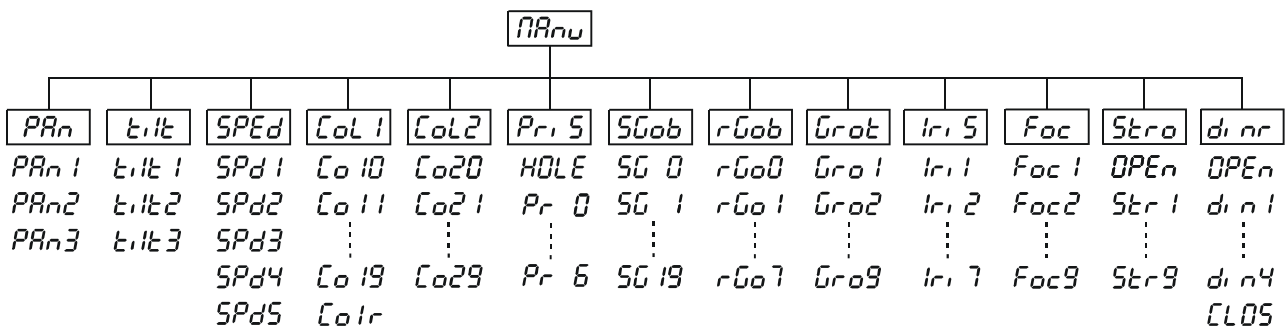 MAnu
PAn tilt SPEd CoL1 CoL2 PriS SGob rGob Grot IriS Foc Stro dinr
PAn1 tilt1 SPd1 Co10 Co20 HOLE SG 0 rGo0 Gro1 Iri1 Foc1 OPEn OPEn
PAn2 tilt2 SPd2 Co11 Co21 Pr 0 SG 1 rGo1 Gro2 Iri2 Foc2 Str1 din1
PAn3 tilt3 SPd3
SPd4 Co19 Co29 Pr 6 SG19 rGo7 Gro9 Iri7 Foc9 Str9 din4
SPd5 Co1r CLOS